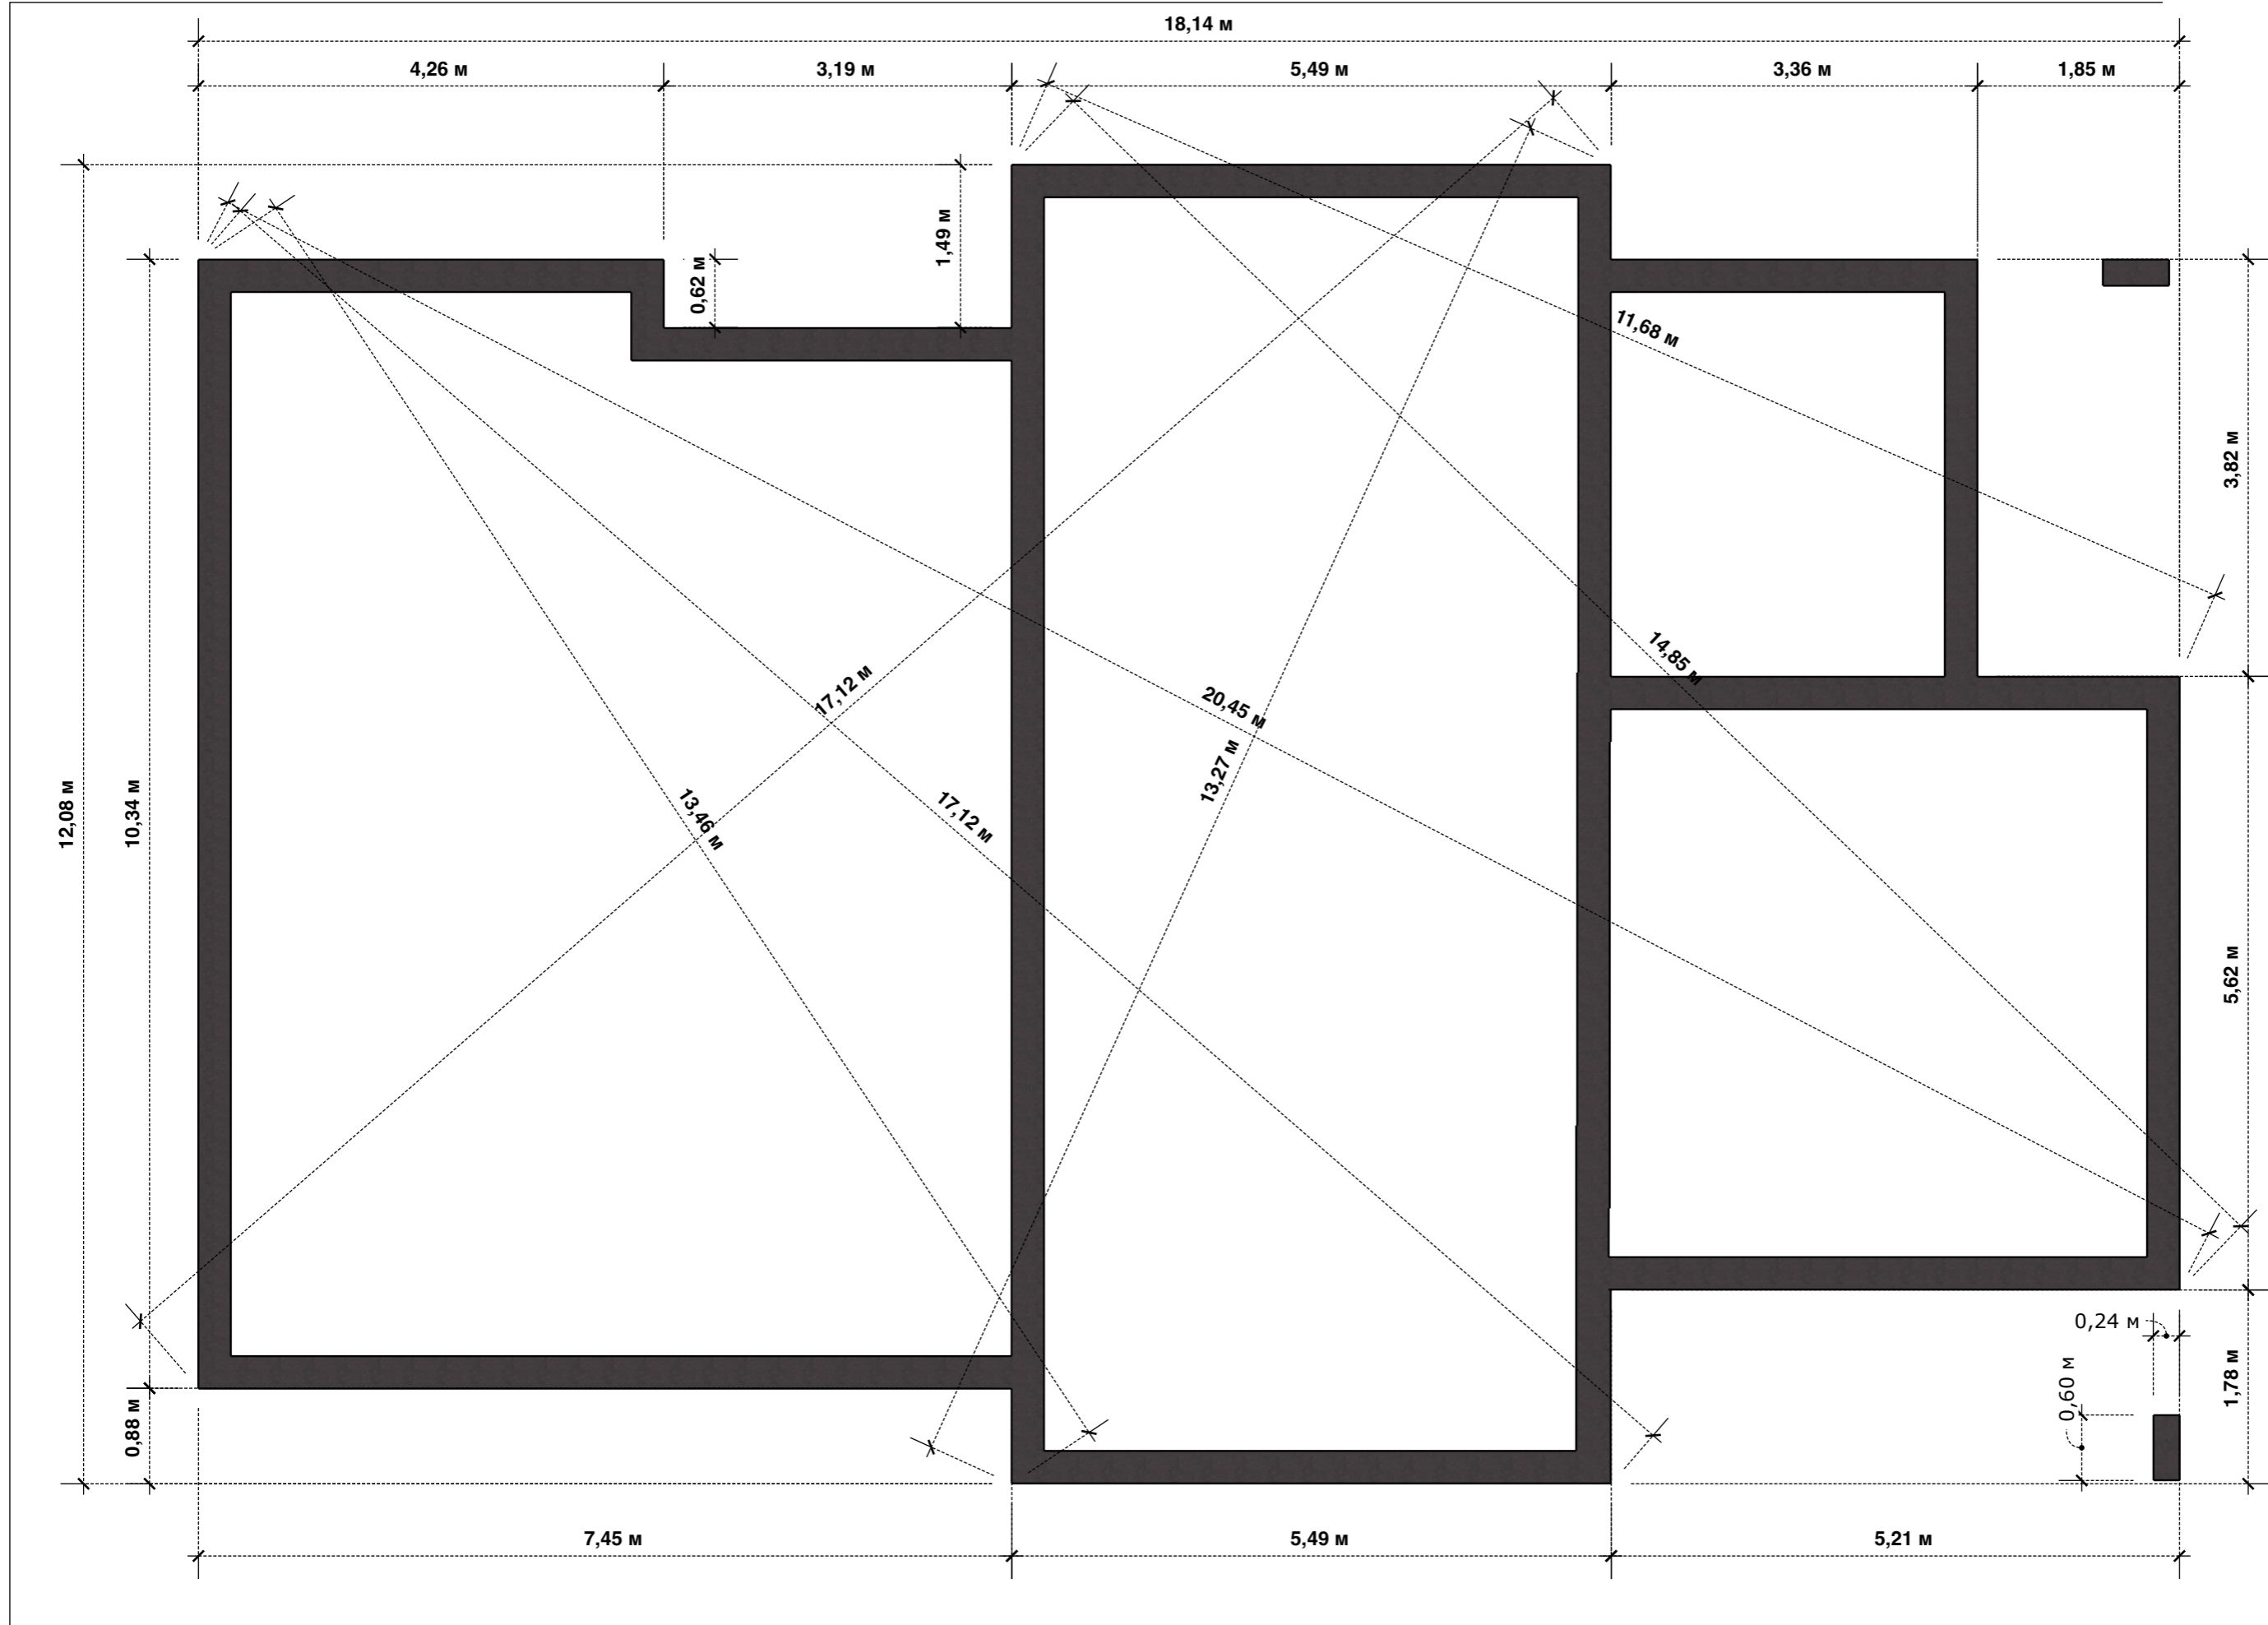 18,14 м
4,26 м
3,19 м
5,49 м
3,36 м
1,85 м
1,49 м
0,62 м
11,68 м
3,82 м
17,12 м
14,85 м
20,45 м
13,27 м
12,08 м
10,34 м
13,46 м
17,12 м
5,62 м
0,24 м
0,60 м
1,78 м
0,88 м
7,45 м
5,49 м
5,21 м